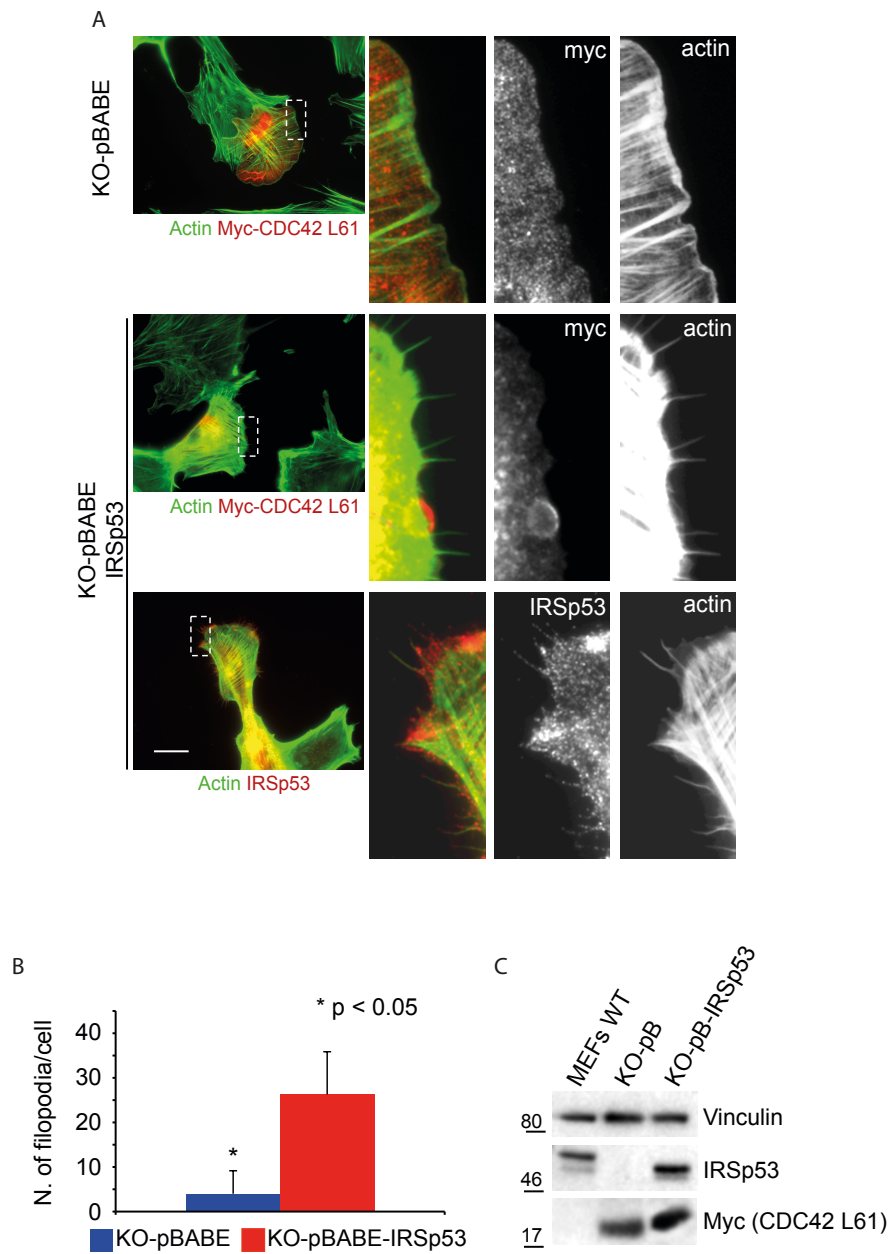 A
KO-pBABE
myc
actin
Actin Myc-CDC42 L61
KO-pBABE
IRSp53
myc
actin
Actin Myc-CDC42 L61
IRSp53
actin
Actin IRSp53
B
* p < 0.05
N. of filopodia/cell
40
30
20
10
0
*
KO-pBABE
KO-pBABE-IRSp53
C
MEFs WT
KO-pB
KO-pB-IRSp53
80
Vinculin
46
IRSp53
17
Myc (CDC42 L61)